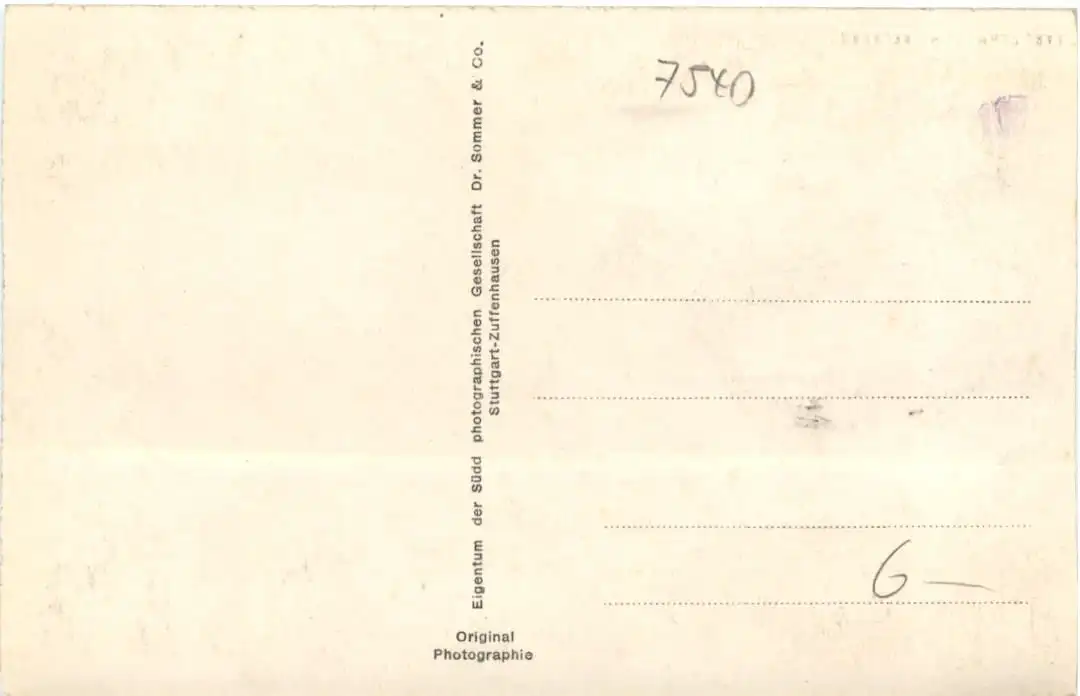 Eigentum der Südd photographischen Gesellschaft Dr. Sommer & Co.
Stuttgart-Zuffenhausen
Original
Photographie
7540
6—